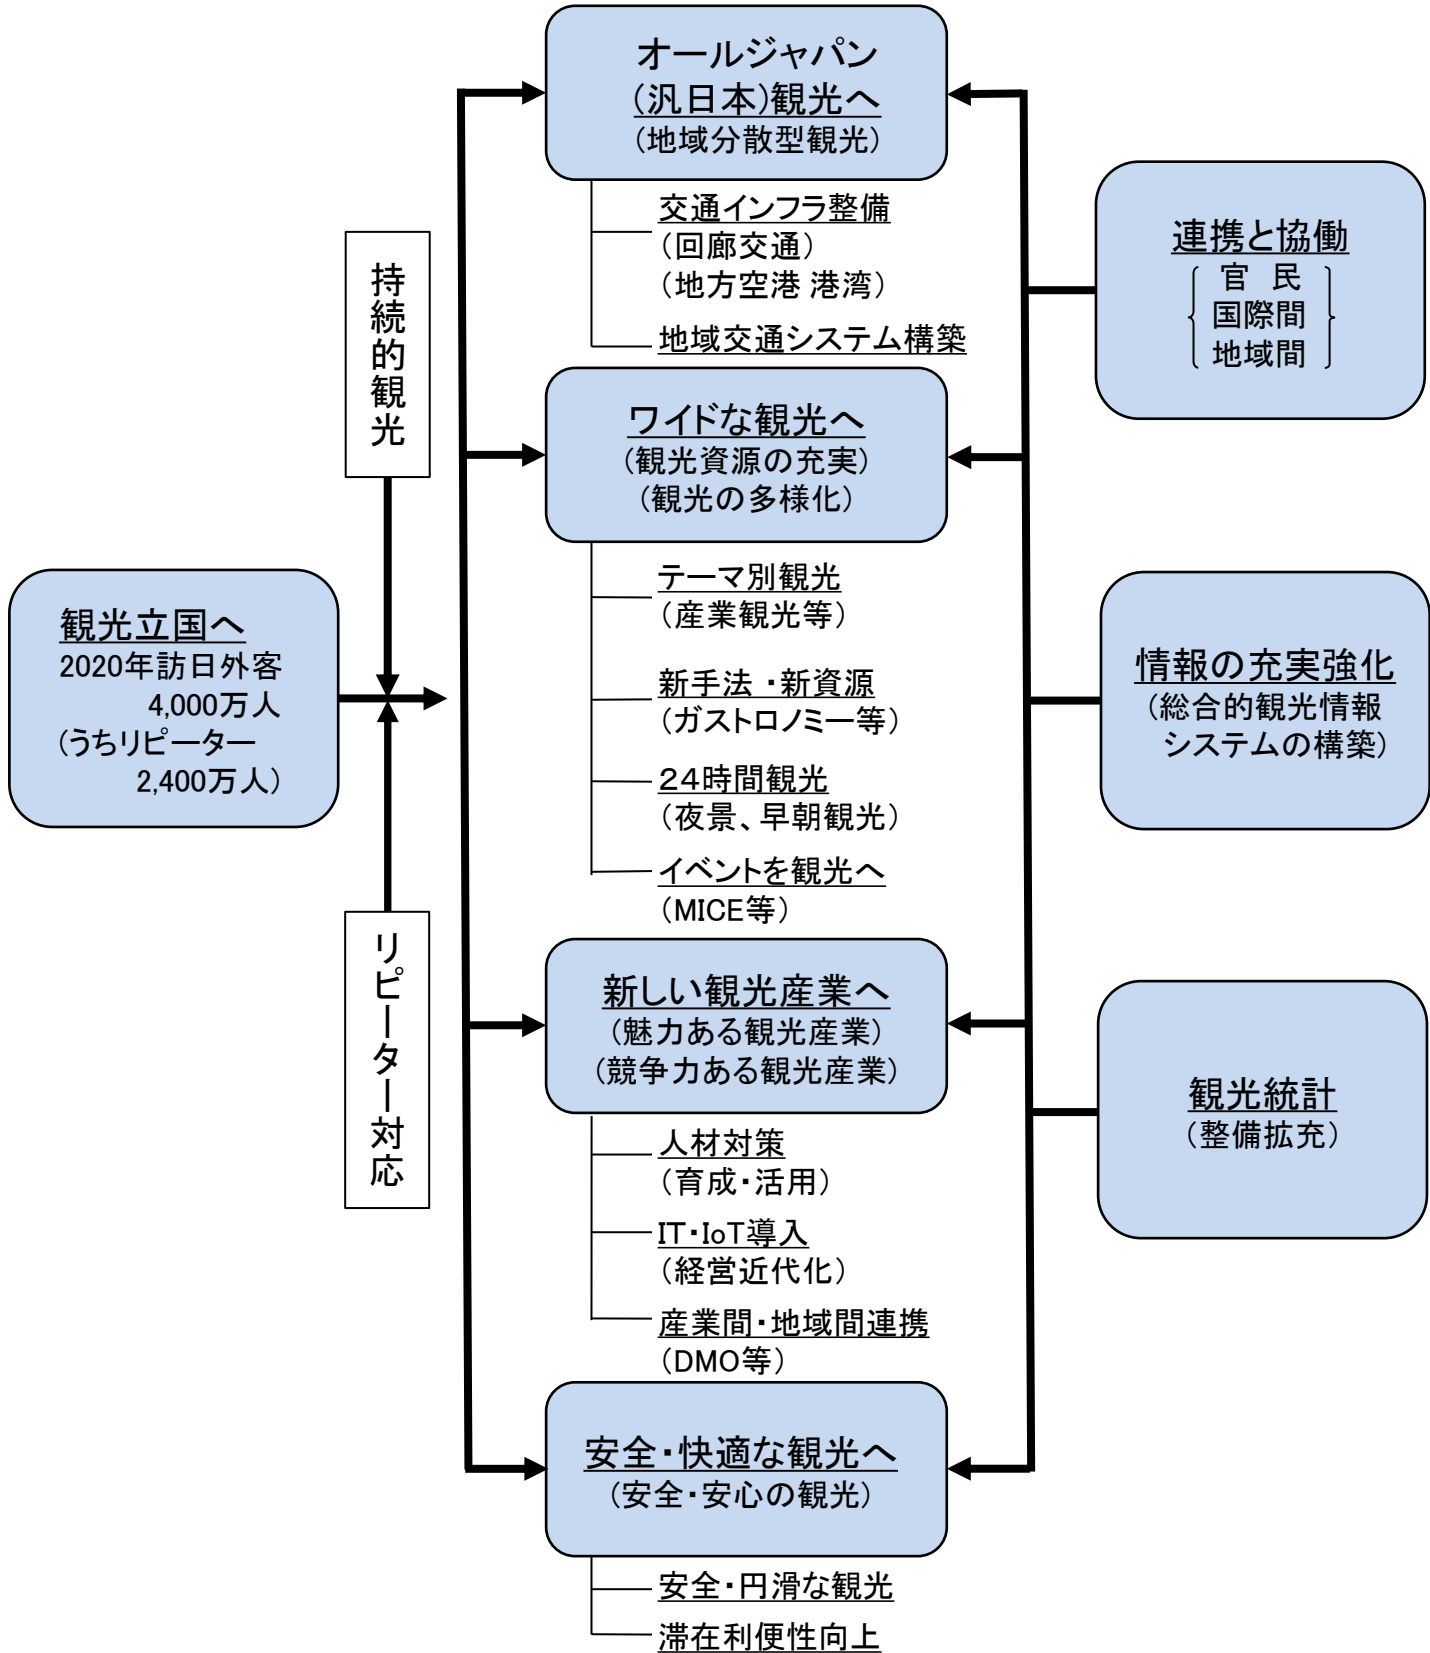 観光立国へ
2020年訪日外客
4,000万人
(うちリピーター
2,400万人)
持続的観光
リピーター対応
オールジャパン
(汎日本)観光へ
(地域分散型観光)
交通インフラ整備
(回廊交通)
(地方空港 港湾)
地域交通システム構築
ワイドな観光へ
(観光資源の充実)
(観光の多様化)
テーマ別観光
(産業観光等)
新手法・新資源
(ガストロノミー等)
24時間観光
(夜景、早朝観光)
イベントを観光へ
(MICE等)
新しい観光産業へ
(魅力ある観光産業)
(競争力ある観光産業)
人材対策
(育成・活用)
IT・IoT導入
(経営近代化)
産業間・地域間連携
(DMO等)
安全・快適な観光へ
(安全・安心の観光)
安全・円滑な観光
滞在利便性向上
連携と協働
官 民
国際間
地域間
情報の充実強化
(総合的観光情報
システムの構築)
観光統計
(整備拡充)